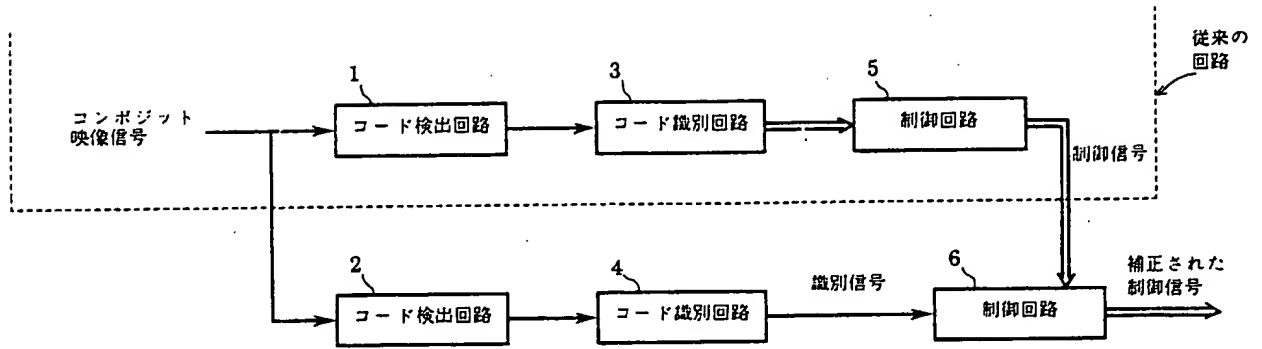 従来の
回路
1
3
5
コンポジット
映像信号
コード検出回路
コード識別回路
制御回路
制御信号
2
4
識別信号
6
補正された
制御信号
コード検出回路
コード識別回路
制御回路